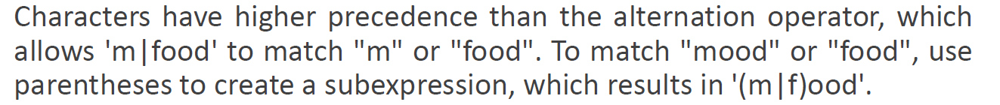 Characters have higher precedence than the alternation operator, which
allows 'm|food' to match "m" or "food". To match "mood" or "food", use
parentheses to create a subexpression, which results in '(m|f)ood'.